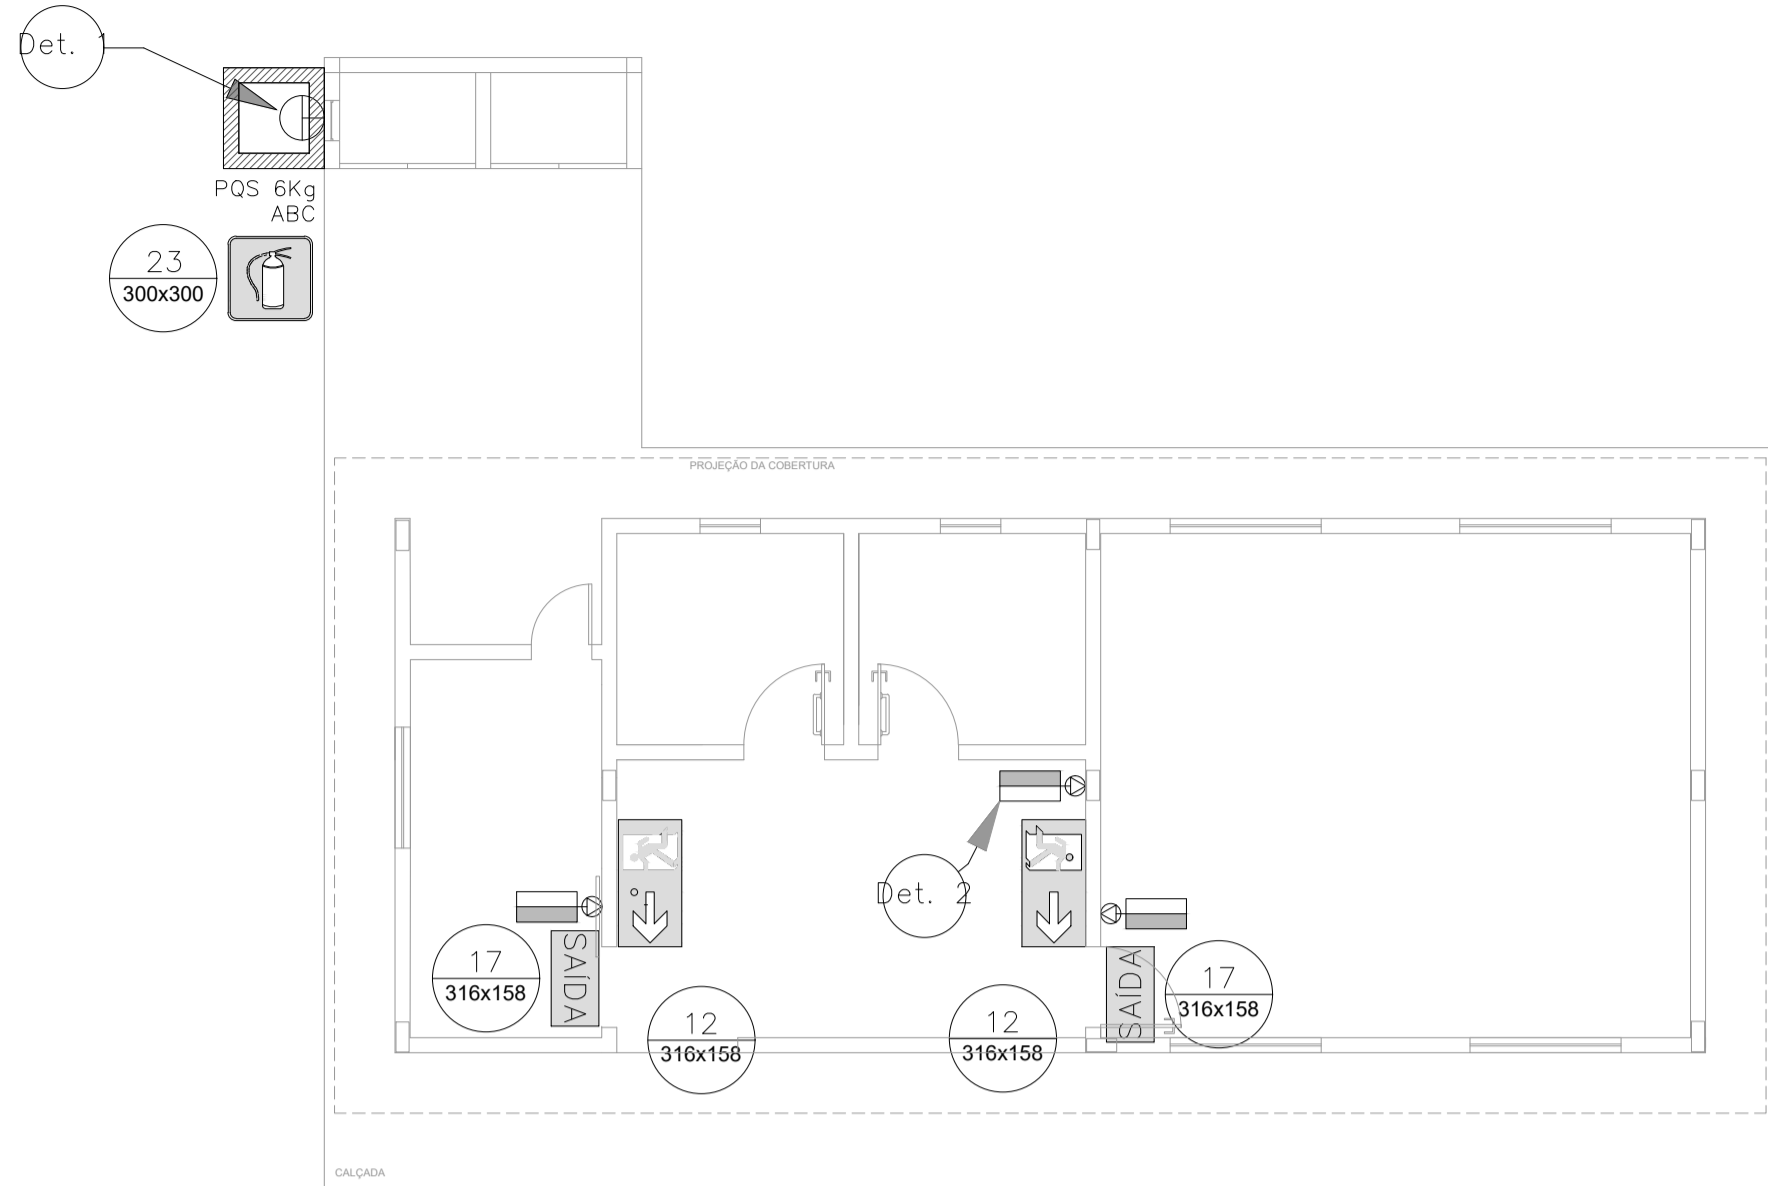 Det. 1
PQS 6Kg
ABC
23
300x300
PROJEÇÃO DA COBERTURA
Det. 2
17
316x158
SAÍDA
12
316x158
12
316x158
SAÍDA
17
316x158
CALÇADA